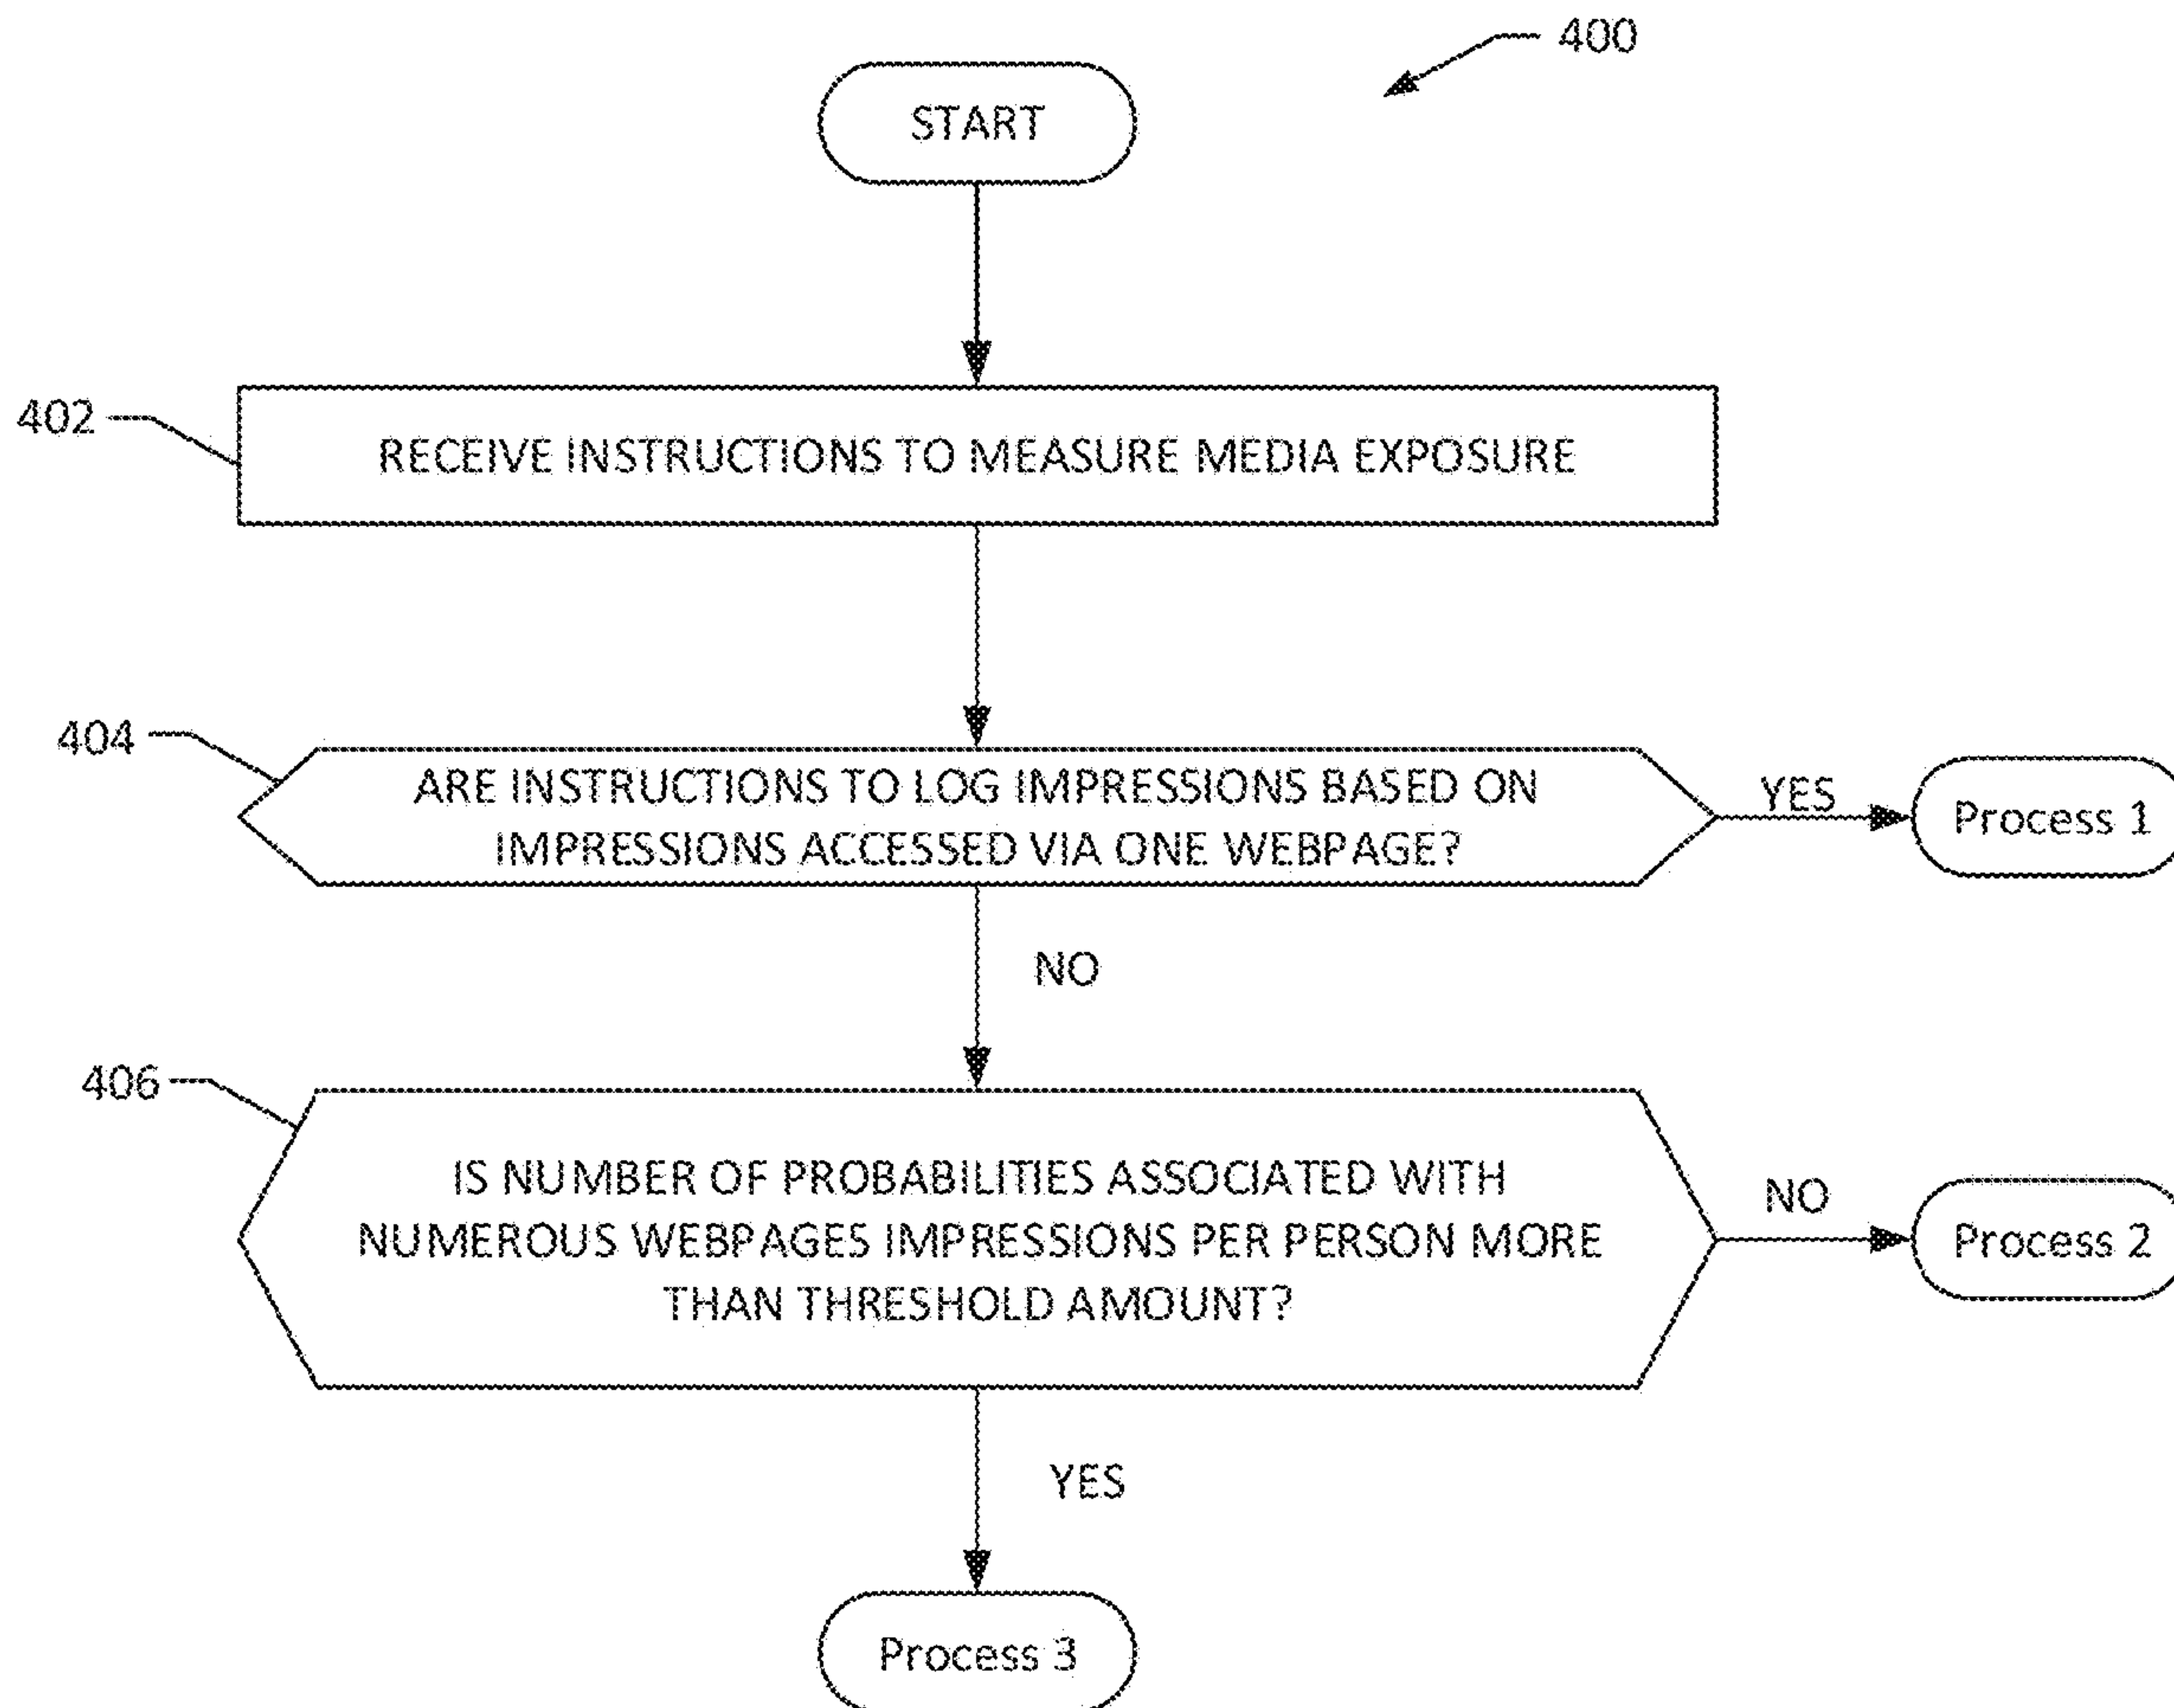 400
START
402
RECEIVE INSTRUCTIONS TO MEASURE MEDIA EXPOSURE
404
ARE INSTRUCTIONS TO LOG IMPRESSIONS BASED ON
IMPRESSIONS ACCESSED VIA ONE WEBPAGE?
YES
Process 1
NO
406
IS NUMBER OF PROBABILITIES ASSOCIATED WITH
NUMEROUS WEBPAGES IMPRESSIONS PER PERSON MORE
THAN THRESHOLD AMOUNT?
NO
Process 2
YES
Process 3